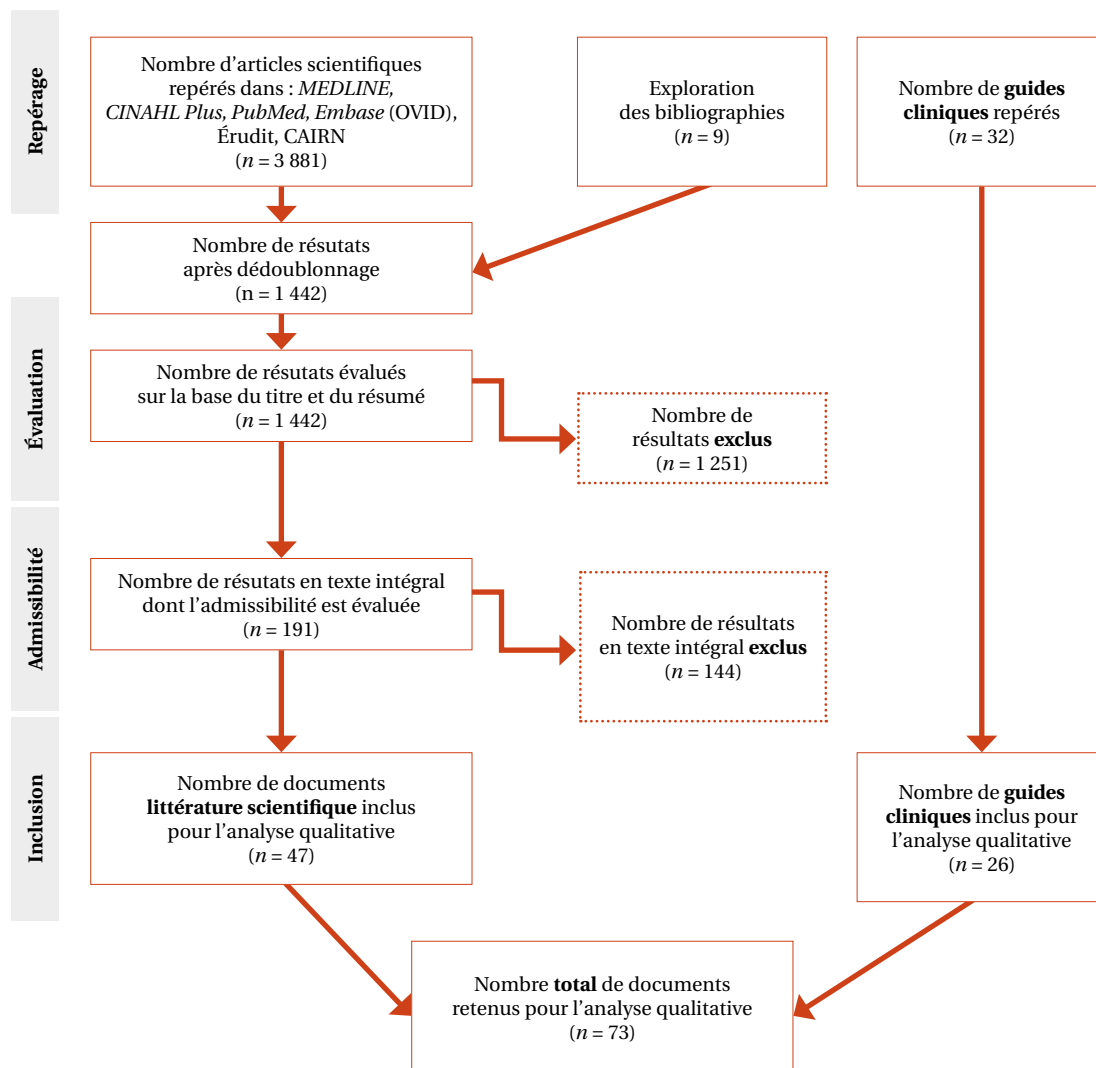 Repérage
Nombre d'articles scientifiques
repérés dans : MEDLINE,
CINAHL Plus, PubMed, Embase (OVID),
Érudit, CAIRN
(n = 3 881)
Exploration
des bibliographies
(n = 9)
Nombre de guides
cliniques repérés
(n = 32)
Nombre de résutats
après dédoublonnage
(n = 1 442)
Évaluation
Nombre de résutats évalués
sur la base du titre et du résumé
(n = 1 442)
Nombre de
résultats exclus
(n = 1 251)
Admissibilité
Nombre de résutats en texte intégral
dont l'admissibilité est évaluée
(n = 191)
Nombre de résultats
en texte intégral exclus
(n = 144)
Inclusion
Nombre de documents
littérature scientifique inclus
pour l'analyse qualitative
(n = 47)
Nombre de guides
cliniques inclus pour
l'analyse qualitative
(n = 26)
Nombre total de documents
retenus pour l'analyse qualitative
(n = 73)